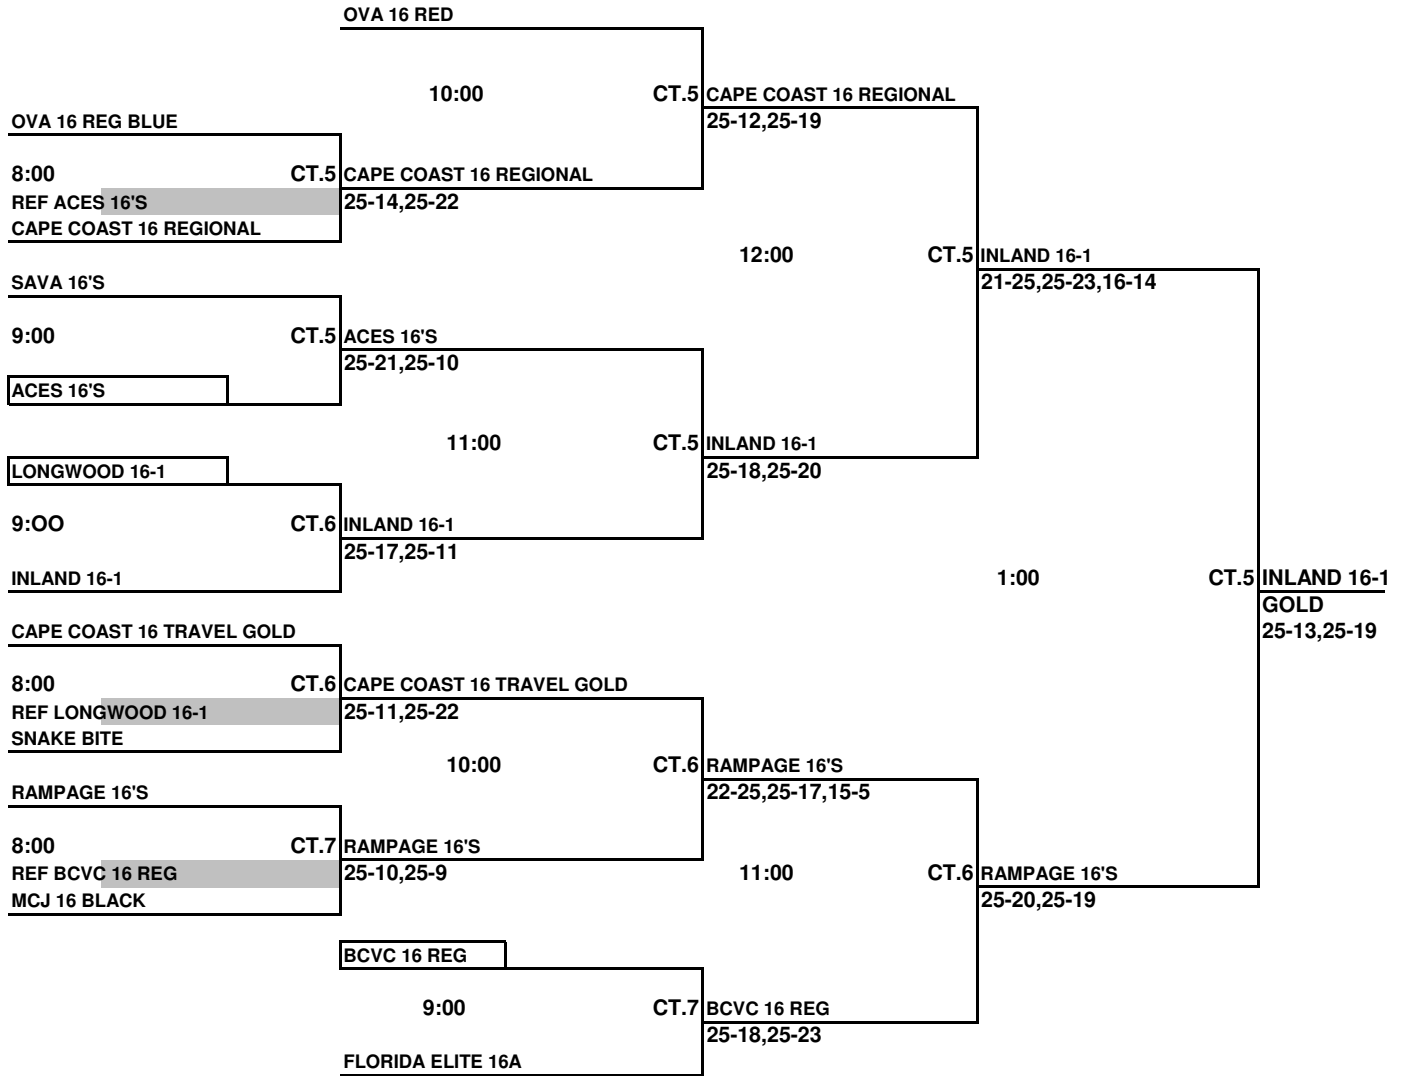 OVA 16 RED
10:00 CT.5 CAPE COAST 16 REGIONAL
OVA 16 REG BLUE
25-12,25-19
8:00 CT.5 CAPE COAST 16 REGIONAL
REF ACES 16'S
25-14,25-22
CAPE COAST 16 REGIONAL
12:00 CT.5 INLAND 16-1
SAVA 16'S
21-25,25-23,16-14
9:00 CT.5 ACES 16'S
25-21,25-10
ACES 16'S
11:00 CT.5 INLAND 16-1
LONGWOOD 16-1
25-18,25-20
9:OO CT.6 INLAND 16-1
25-17,25-11
INLAND 16-1
1:00 CT.5 INLAND 16-1
GOLD
CAPE COAST 16 TRAVEL GOLD
25-13,25-19
8:00 CT.6 CAPE COAST 16 TRAVEL GOLD
REF LONGWOOD 16-1
25-11,25-22
SNAKE BITE
10:00 CT.6 RAMPAGE 16'S
RAMPAGE 16'S
22-25,25-17,15-5
8:00 CT.7 RAMPAGE 16'S
REF BCVC 16 REG
25-10,25-9
11:00 CT.6 RAMPAGE 16'S
MCJ 16 BLACK
25-20,25-19
BCVC 16 REG
9:00 CT.7 BCVC 16 REG
25-18,25-23
FLORIDA ELITE 16A